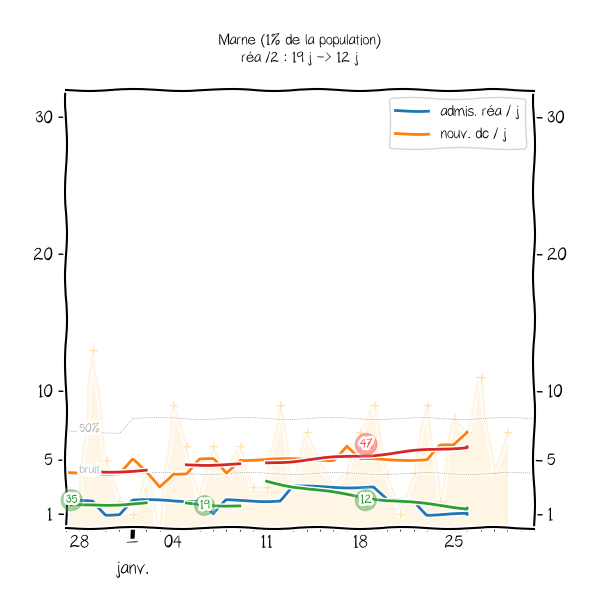 Marne (1% de la population)
réa /2 : 19 j -> 12 j
admis. réa / j
nouv. dc / j
30 30
20 20
10 10
50%
47
5 5
bruit
35 19 12
1 1
28 04 11 18 25
janv.